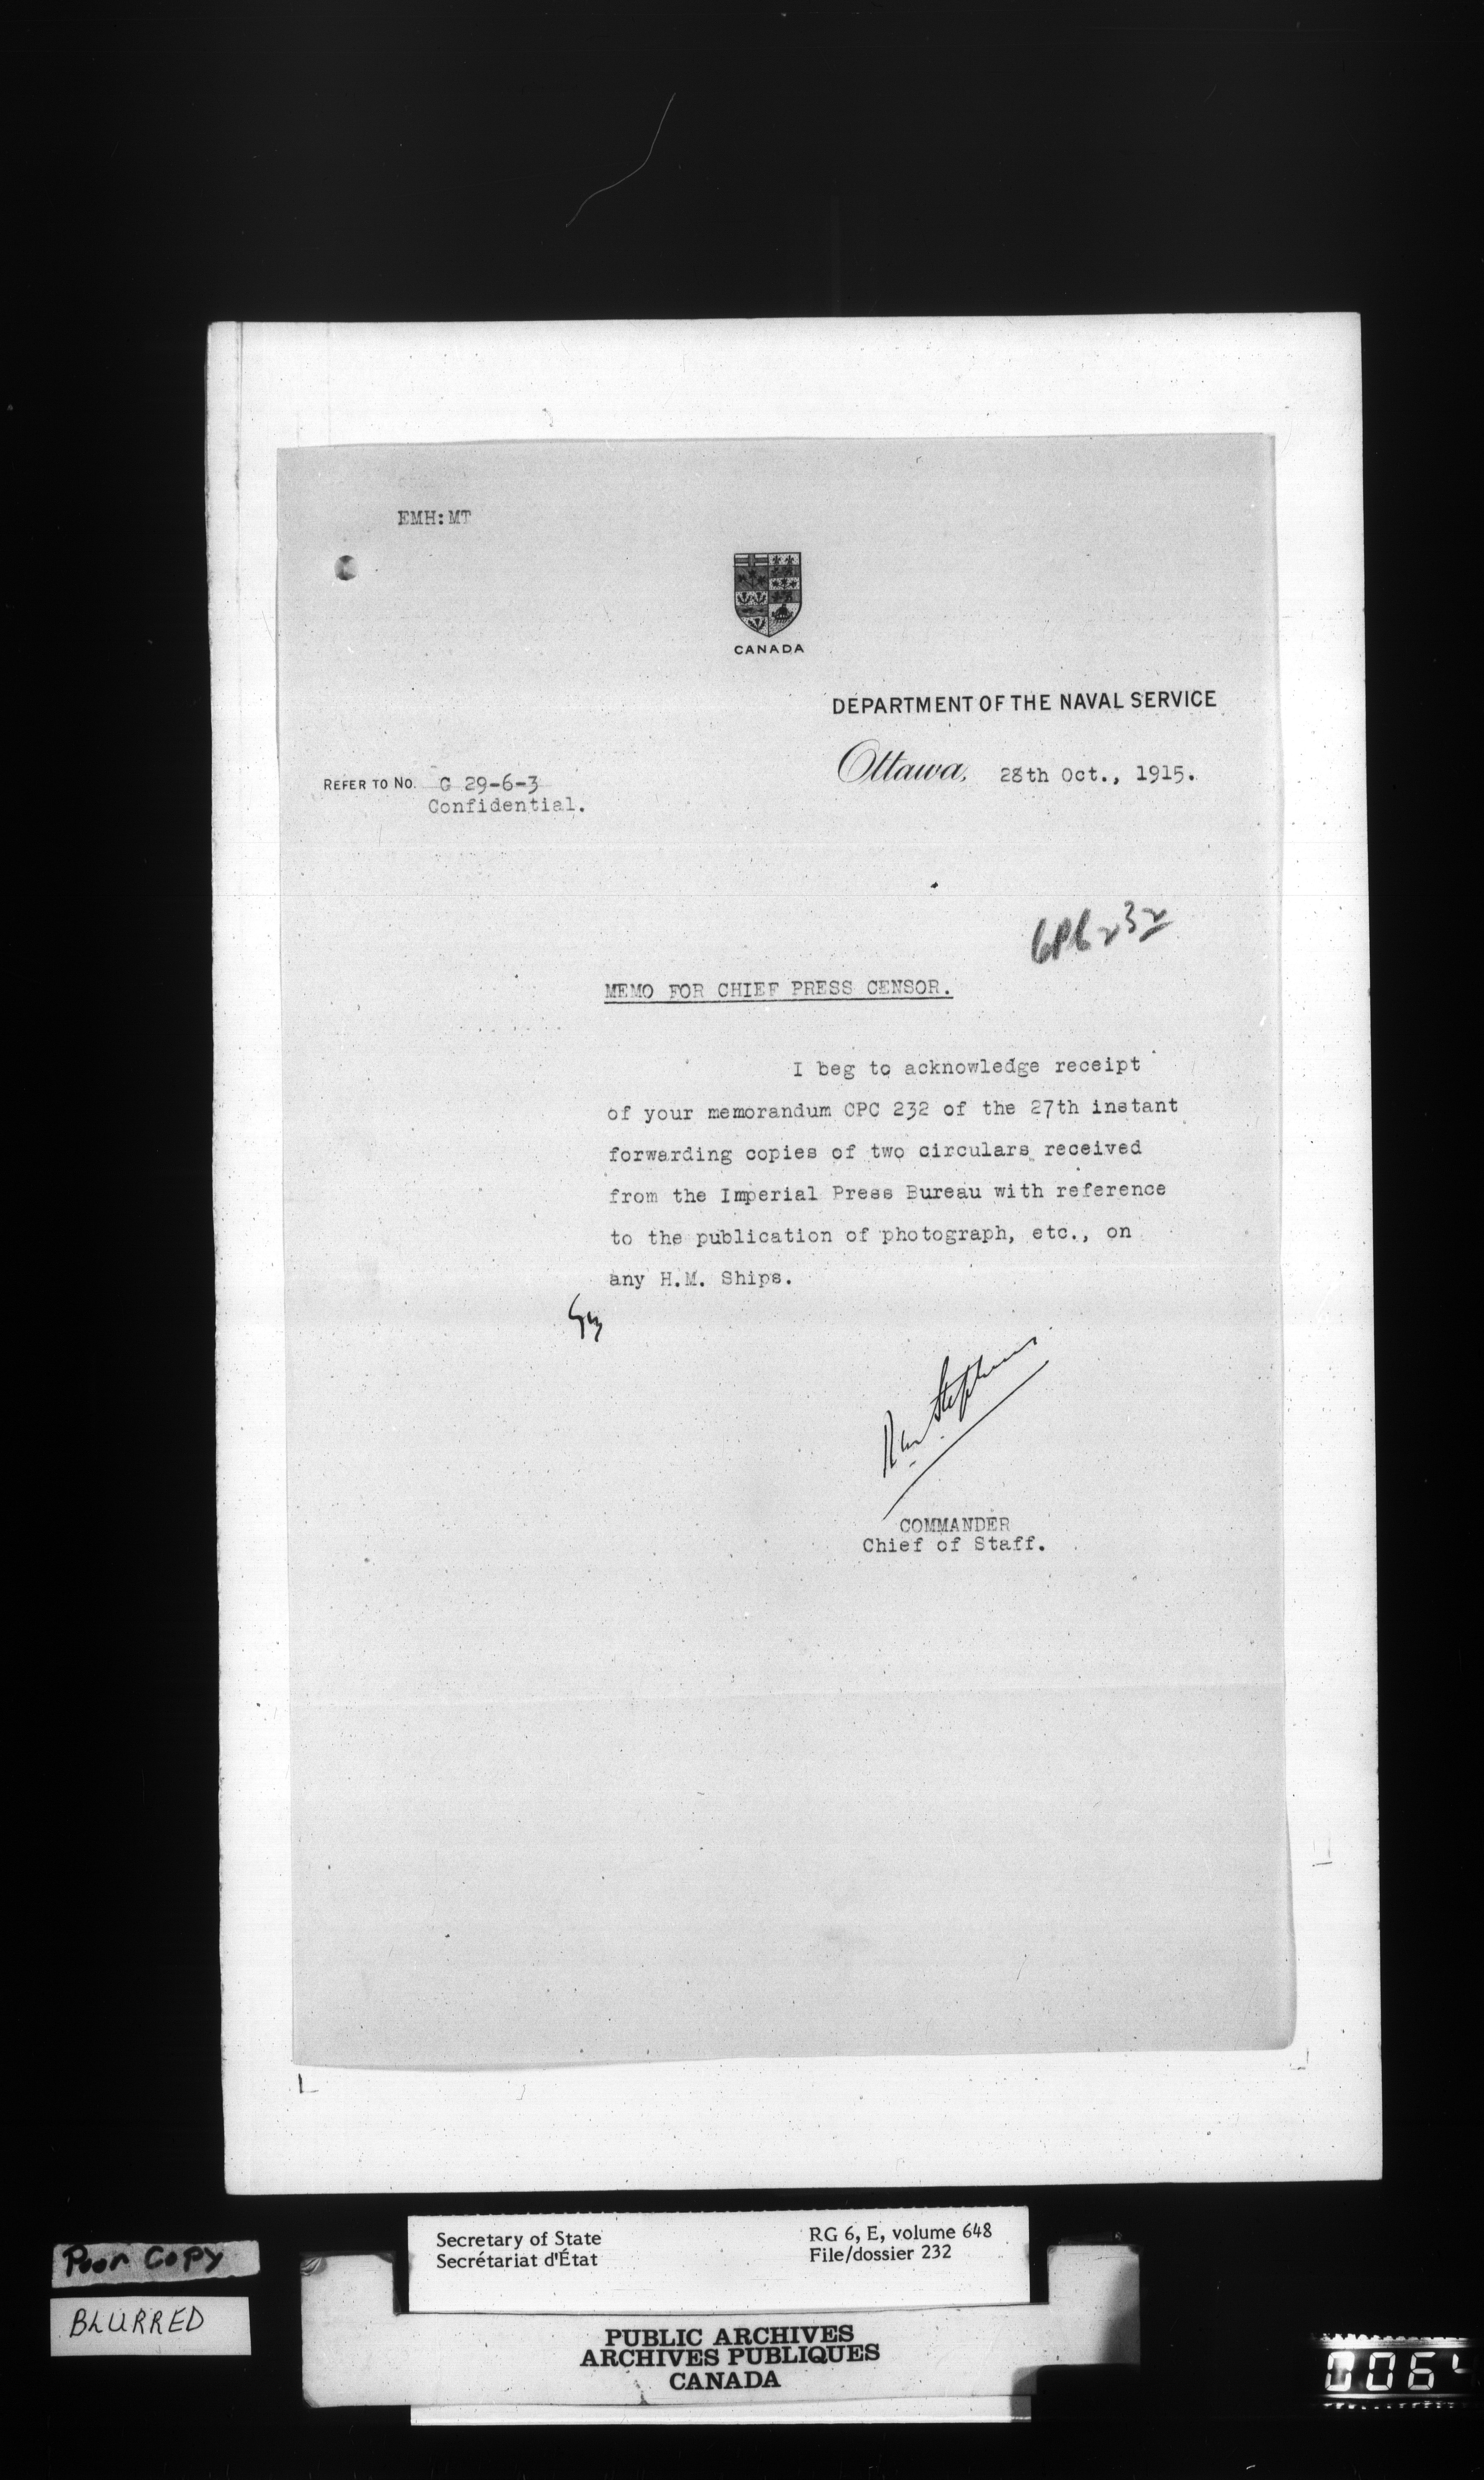 EMH:MT
CANADA
DEPARTMENT OF THE NAVAL SERVICE
Ottawa, 28th Oct., 1915.
REFER TO NO. G 29-6-3
Confidential.
232
MEMO FOR CHIEF PRESS CENSOR.
I beg to acknowledge receipt
of your memorandum CPC 232 of the 27th instant
forwarding copies of two circulars received
from the Imperial Press Bureau with reference
to the publication of photograph, etc., on
any H.M. Ships.
Stephens
COMMANDER
Chief of Staff.
Secretary of State
Secrétariat d'État
RG 6, E, volume 648
File/dossier 232
Poor Copy
BLURRED
PUBLIC ARCHIVES
ARCHIVES PUBLIQUES
CANADA